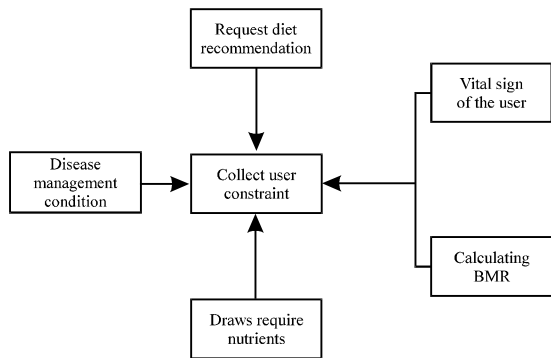 Request diet
recommendation
Vital sign
of the user
Disease
management
condition
Collect user
constraint
Calculating
BMR
Draws require
nutrients